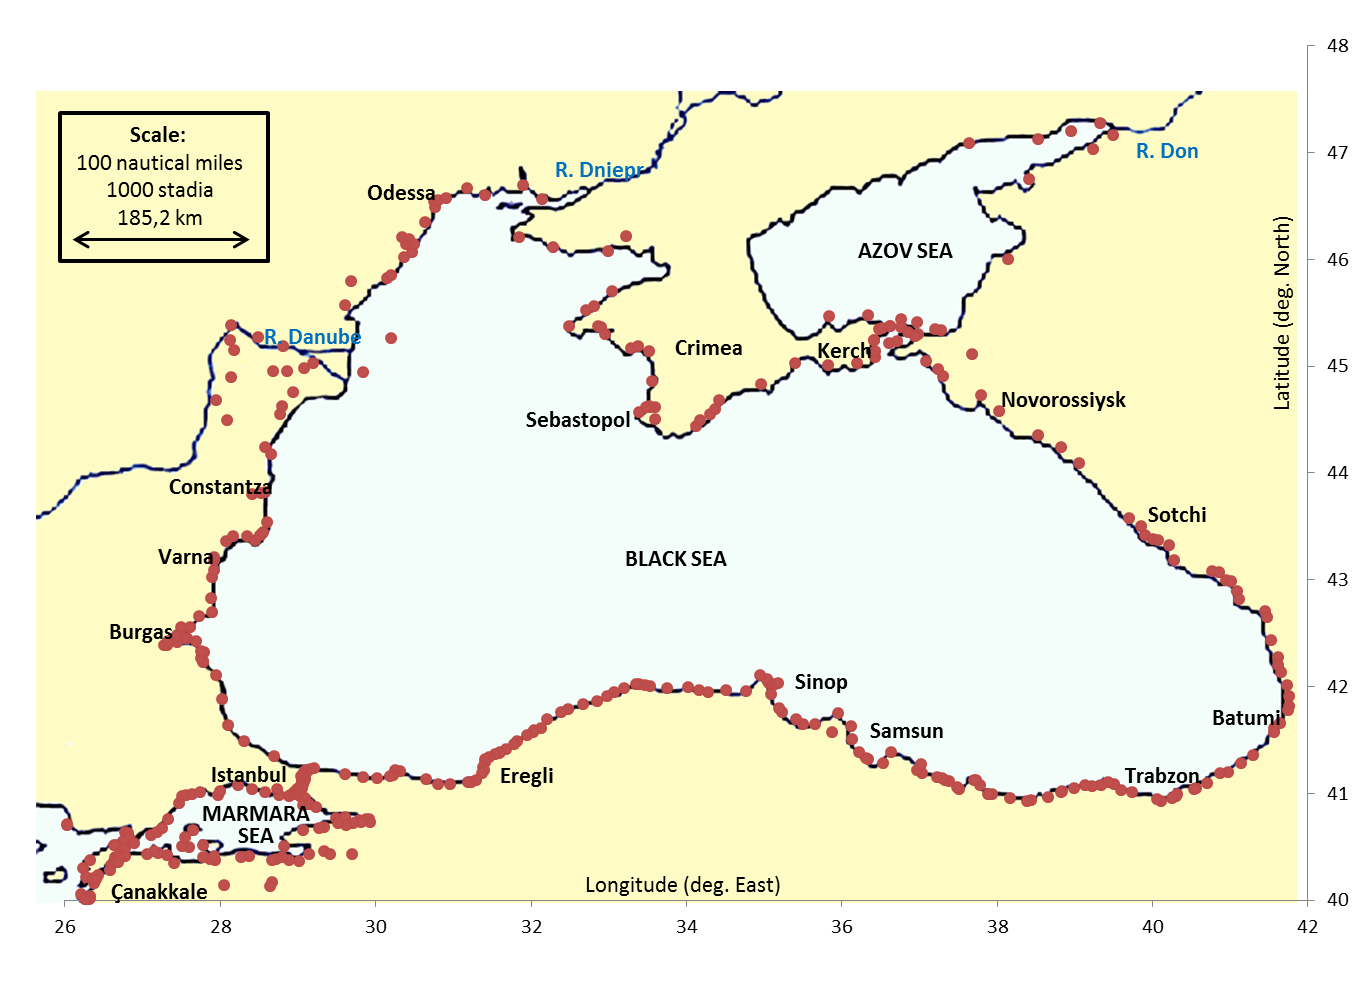 48
Scale:
100 nautical miles
1000 stadia
185,2 km
R. Dniepr
R. Don
47
Odessa
Latitude (deg. North)
AZOV SEA
46
R. Danube
Crimea
Kerch
45
Novorossiysk
Sebastopol
44
Constantza
Sotchi
Varna
BLACK SEA
43
Burgas
Sinop
42
Batumi
Samsun
Istanbul
Eregli
Trabzon
41
MARMARA
SEA
Çanakkale
Longitude (deg. East)
40
26 28 30 32 34 36 38 40 42